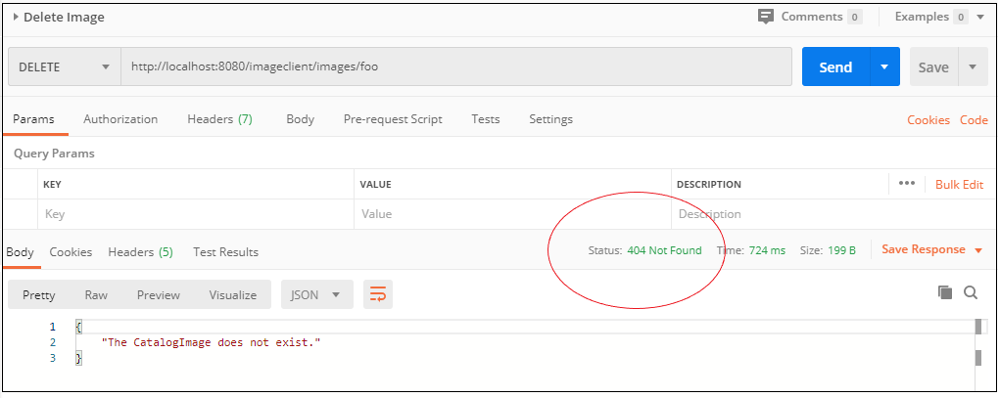 Delete Image Comments 0 Examples 0
DELETE http://localhost:8080/imageclient/images/foo Send Save
Params Authorization Headers (7) Body Pre-request Script Tests Settings Cookies Code
Query Params
KEY VALUE DESCRIPTION ••• Bulk Edit
Key Value Description
Body Cookies Headers (5) Test Results Status: 404 Not Found Time: 724 ms Size: 199 B Save Response
Pretty Raw Preview Visualize JSON
1 {
2 "The CatalogImage does not exist."
3 }